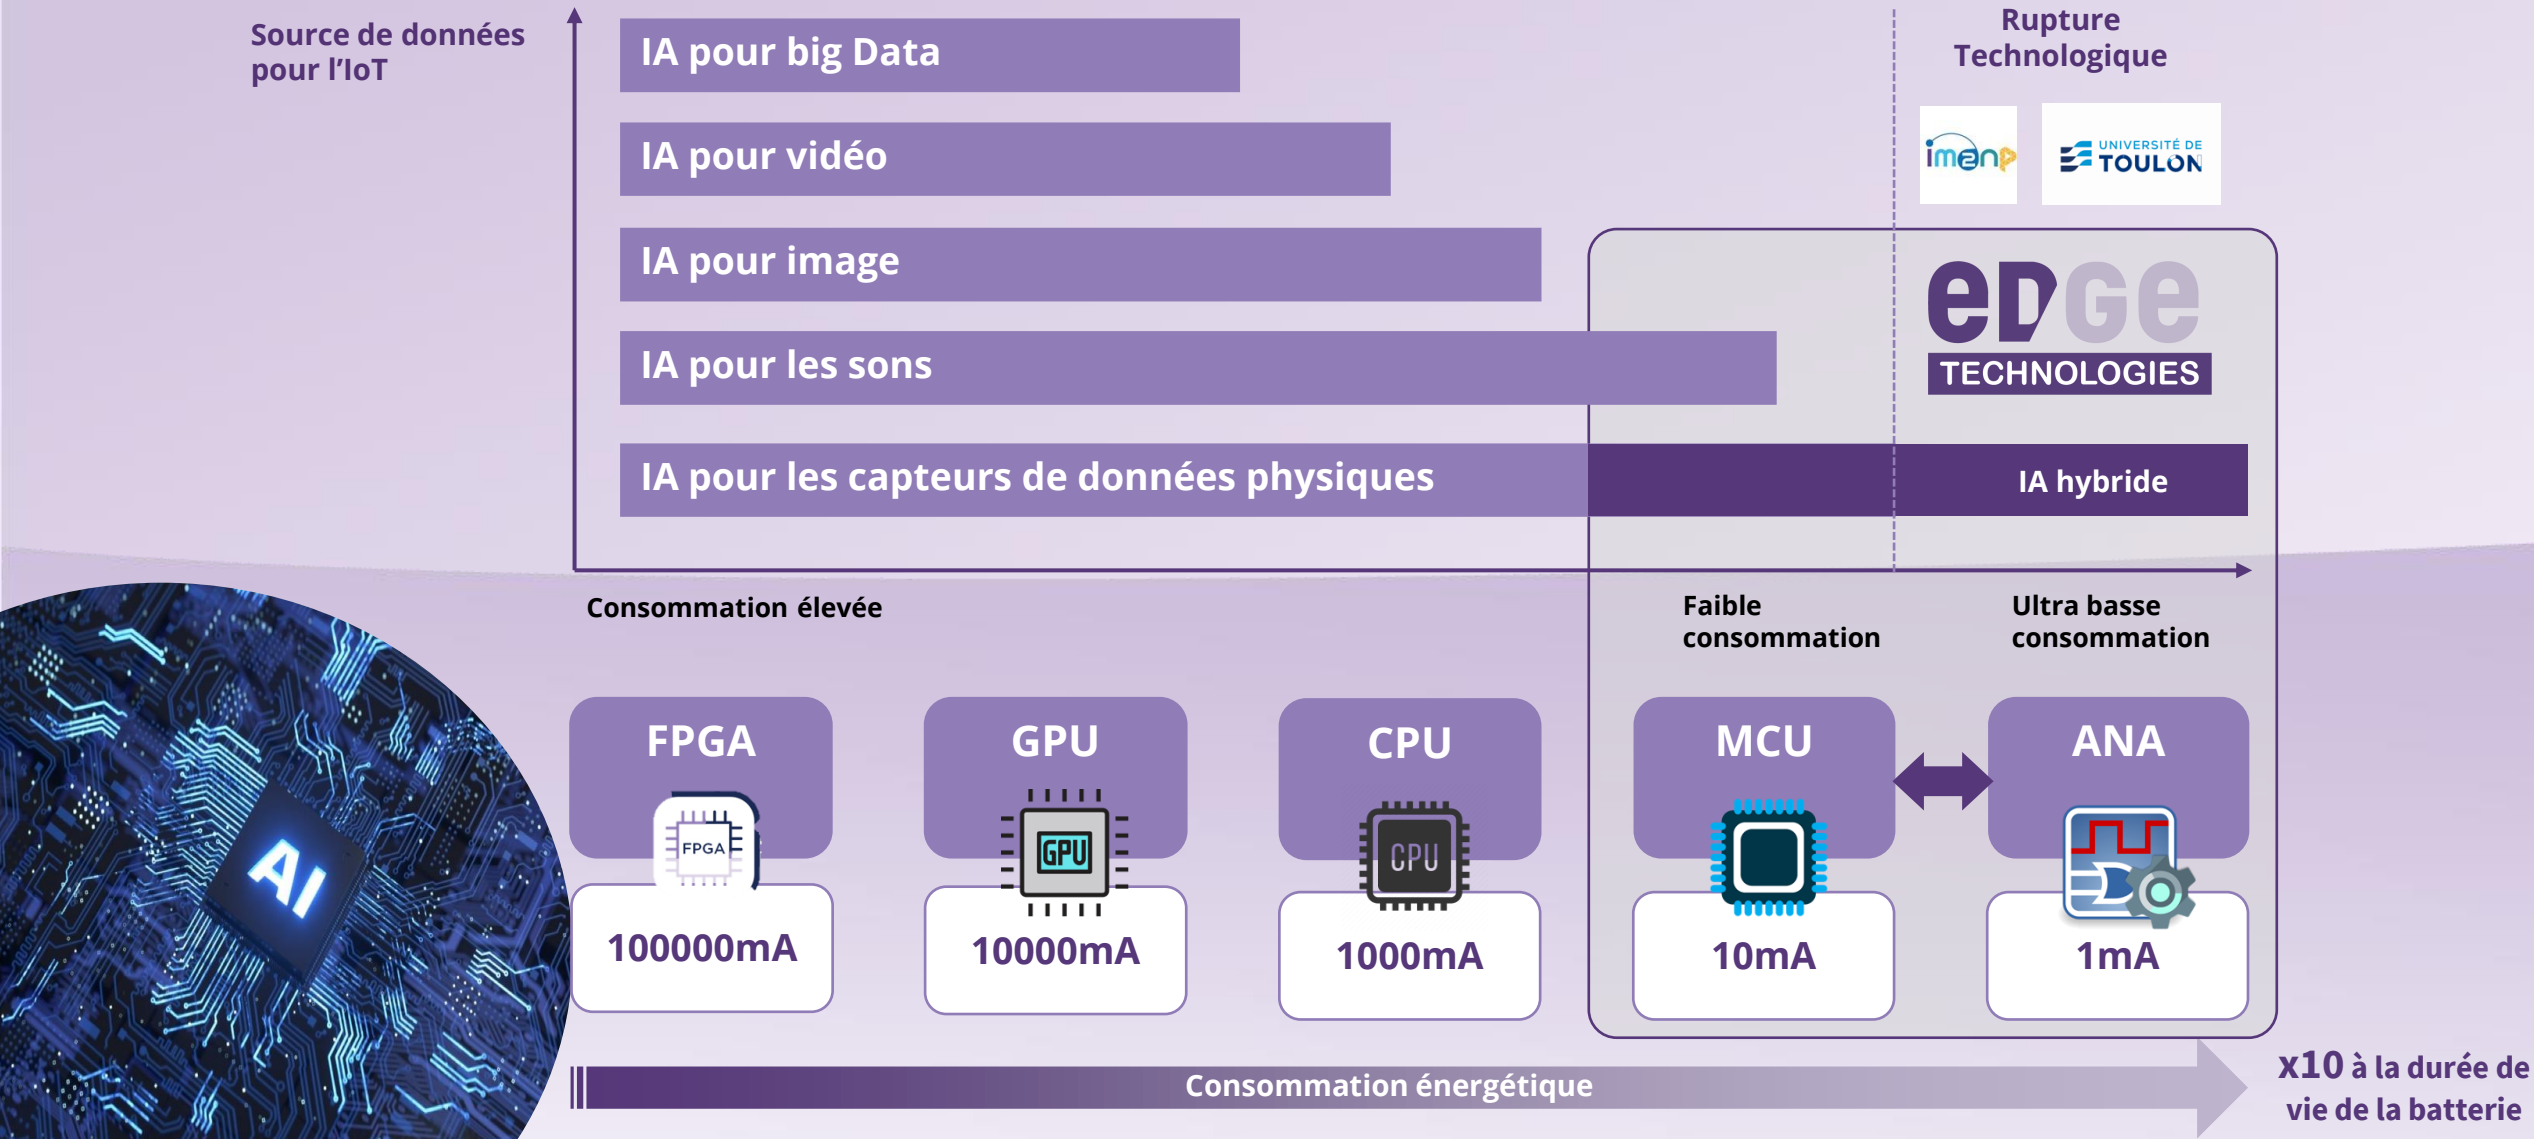 Source de données
pour l'IoT
IA pour big Data
IA pour vidéo
IA pour image
IA pour les sons
IA pour les capteurs de données physiques
IA hybride
Rupture
Technologique
im2np
UNIVERSITÉ DE
TOULON
eDGe
TECHNOLOGIES
Consommation élevée
Faible
consommation
Ultra basse
consommation
AI
FPGA
FPGA
100000mA
GPU
GPU
10000mA
CPU
CPU
1000mA
MCU
10mA
ANA
1mA
Consommation énergétique
x10 à la durée de
vie de la batterie